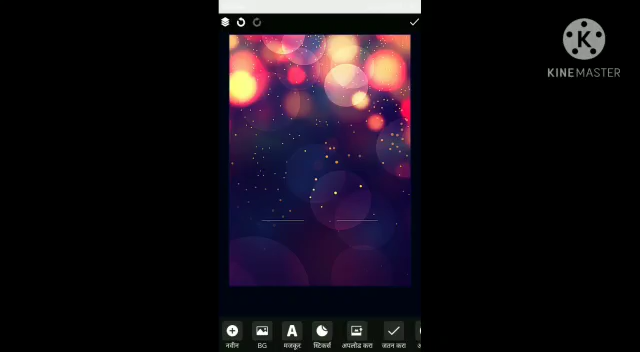 K
KINEMASTER
नवीन
BG
A
मजकूर
स्टिकर्स
अपलोड करा
जतन करा